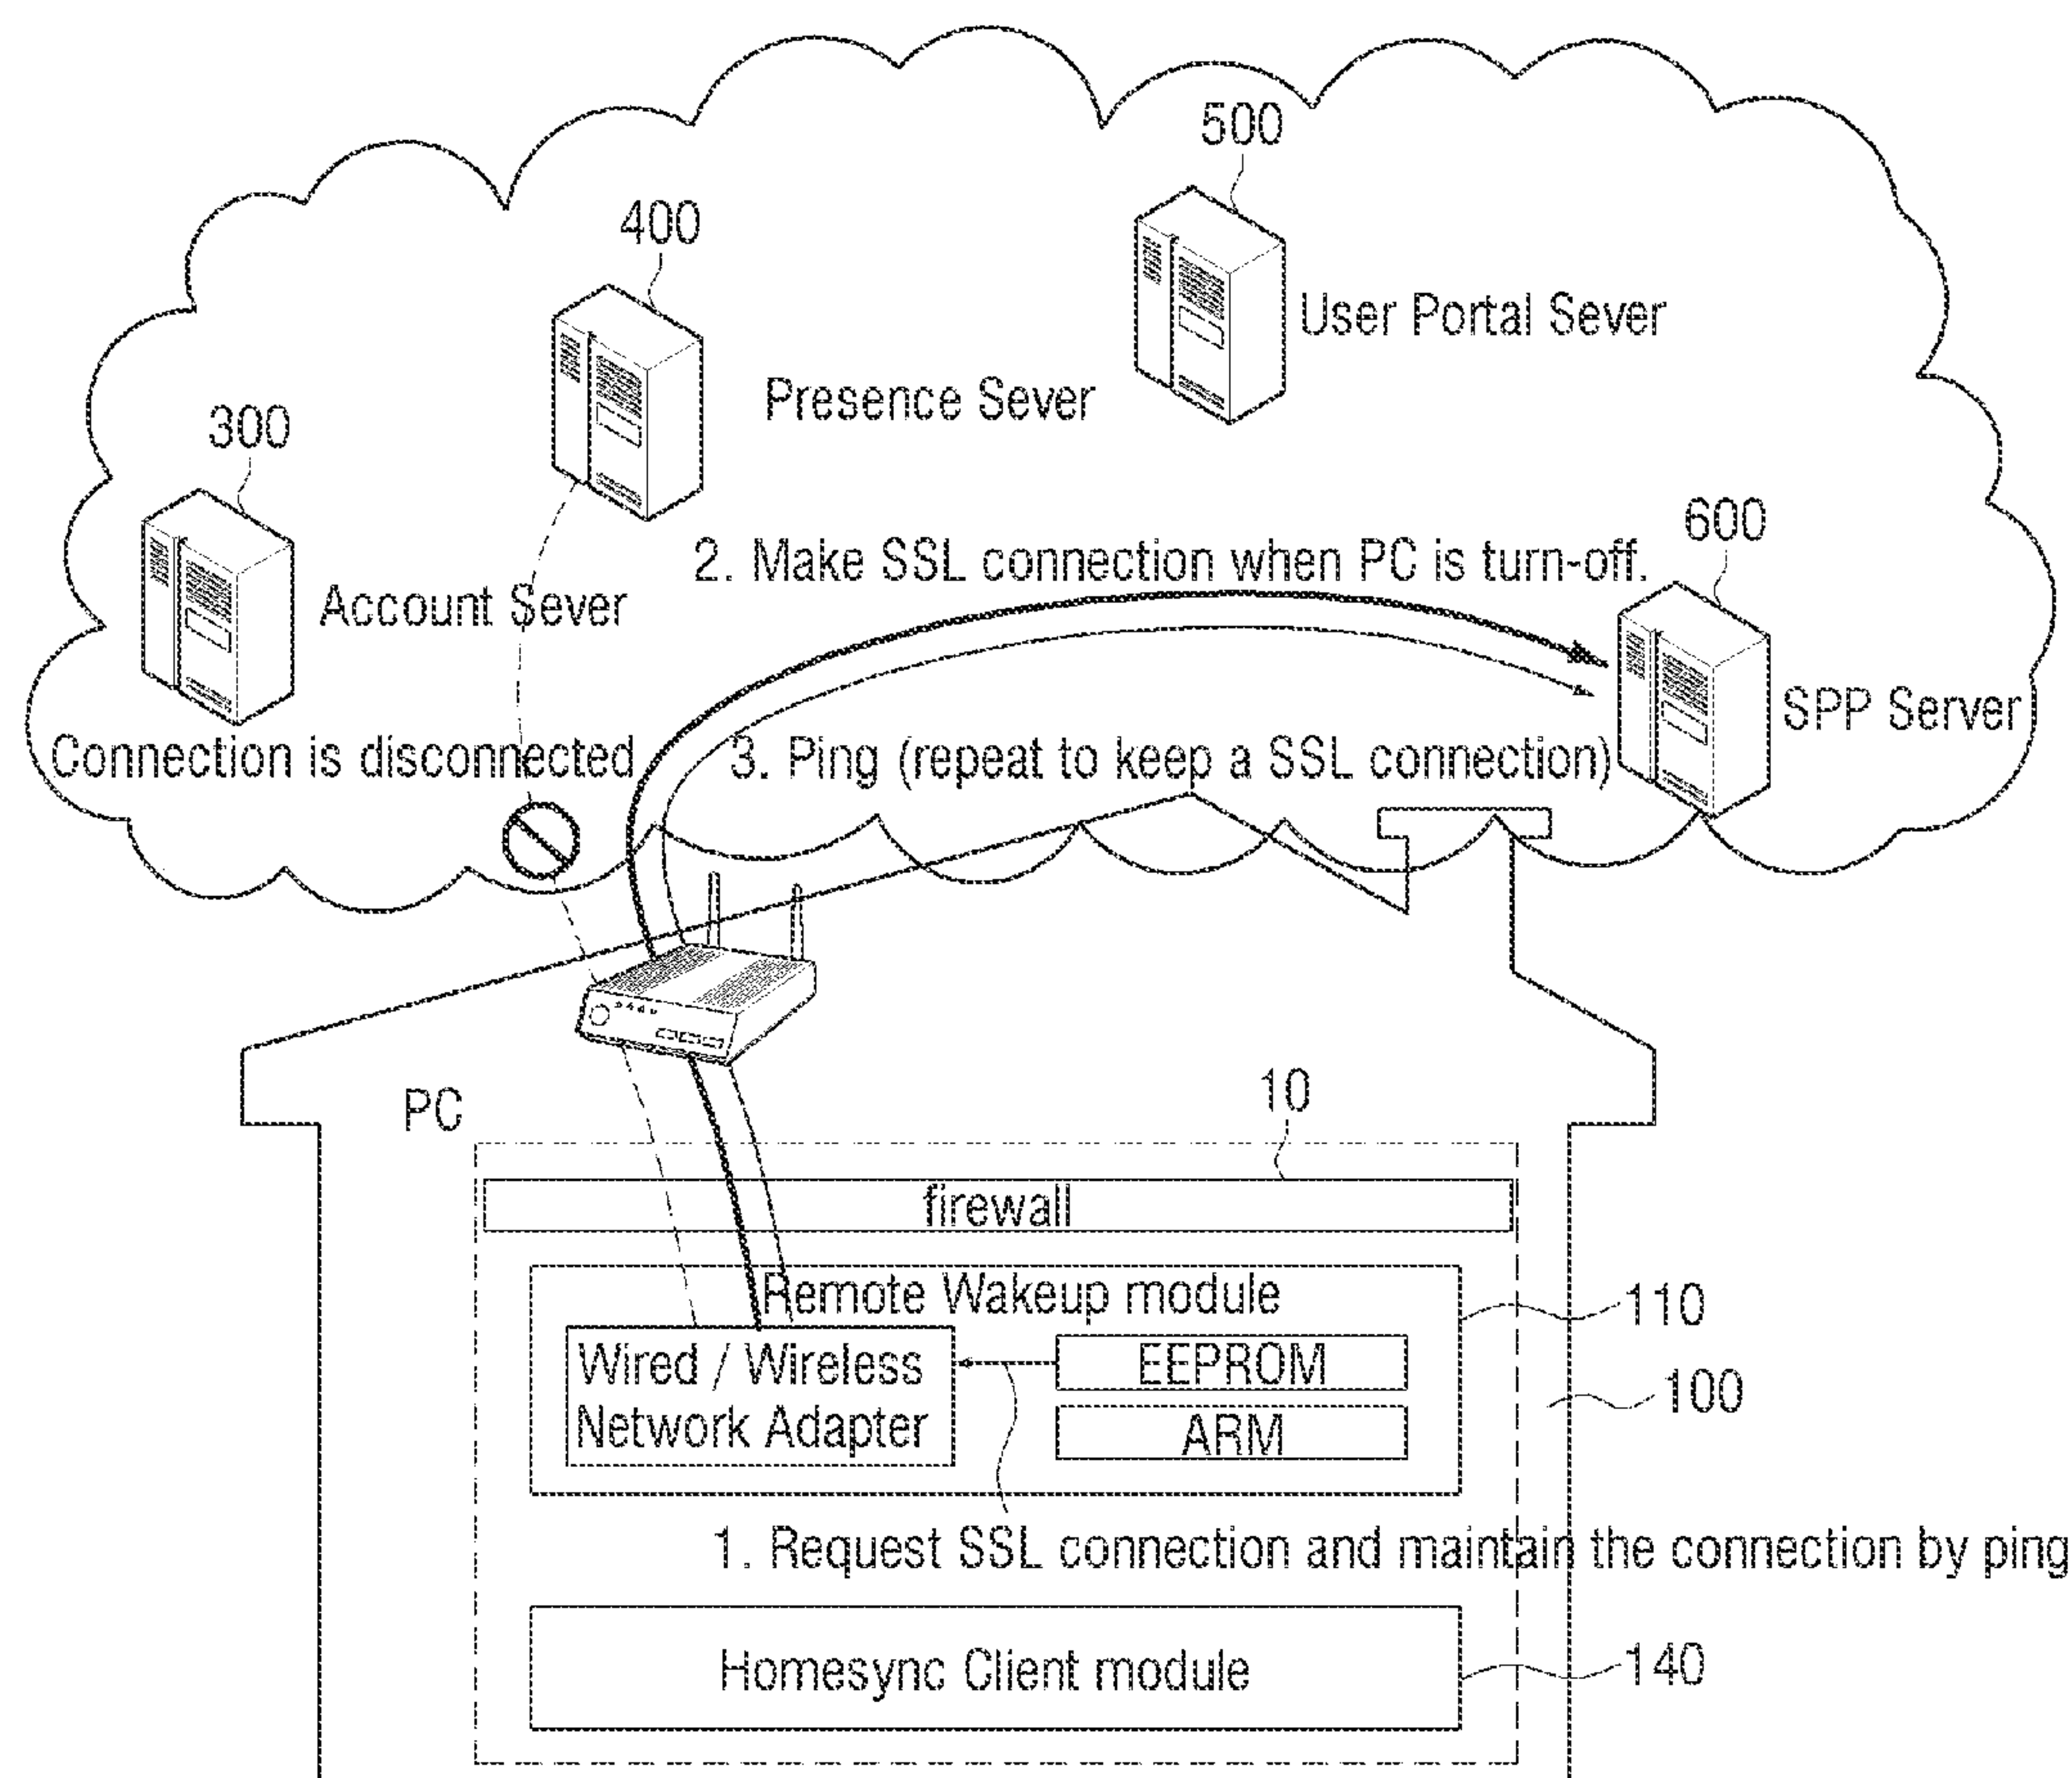 500
400
User Portal Sever
Presence Sever
300
600
2. Make SSL connection when PC is turn-off.
Account Sever
SPP Server
Connection is disconnected
3. Ping (repeat to keep a SSL connection)
PC
10
firewall
Remote Wakeup module
110
Wired / Wireless
Network Adapter
EEPROM
100
ARM
1. Request SSL connection and maintain the connection by ping
Homesync Client module
140